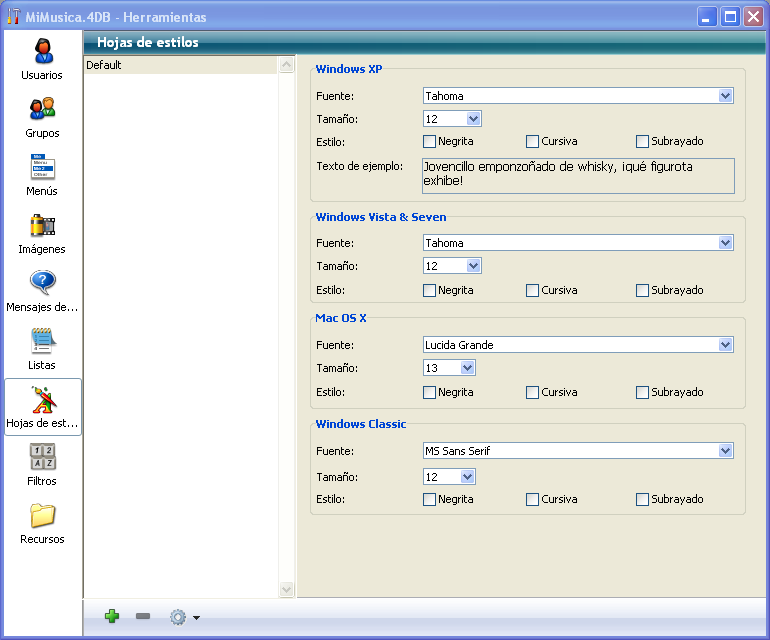 MiMusica.4DB - Herramientas
Usuarios
Grupos
Menús
Imágenes
Mensajes de...
Listas
Hojas de est...
Filtros
Recursos
Hojas de estilos
Default
Windows XP
Fuente: Tahoma
Tamaño: 12
Estilo: Negrita Cursiva Subrayado
Texto de ejemplo: Jovencillo emponzoñado de whisky, ¡qué figurota
exhibe!
Windows Vista & Seven
Fuente: Tahoma
Tamaño: 12
Estilo: Negrita Cursiva Subrayado
Mac OS X
Fuente: Lucida Grande
Tamaño: 13
Estilo: Negrita Cursiva Subrayado
Windows Classic
Fuente: MS Sans Serif
Tamaño: 12
Estilo: Negrita Cursiva Subrayado